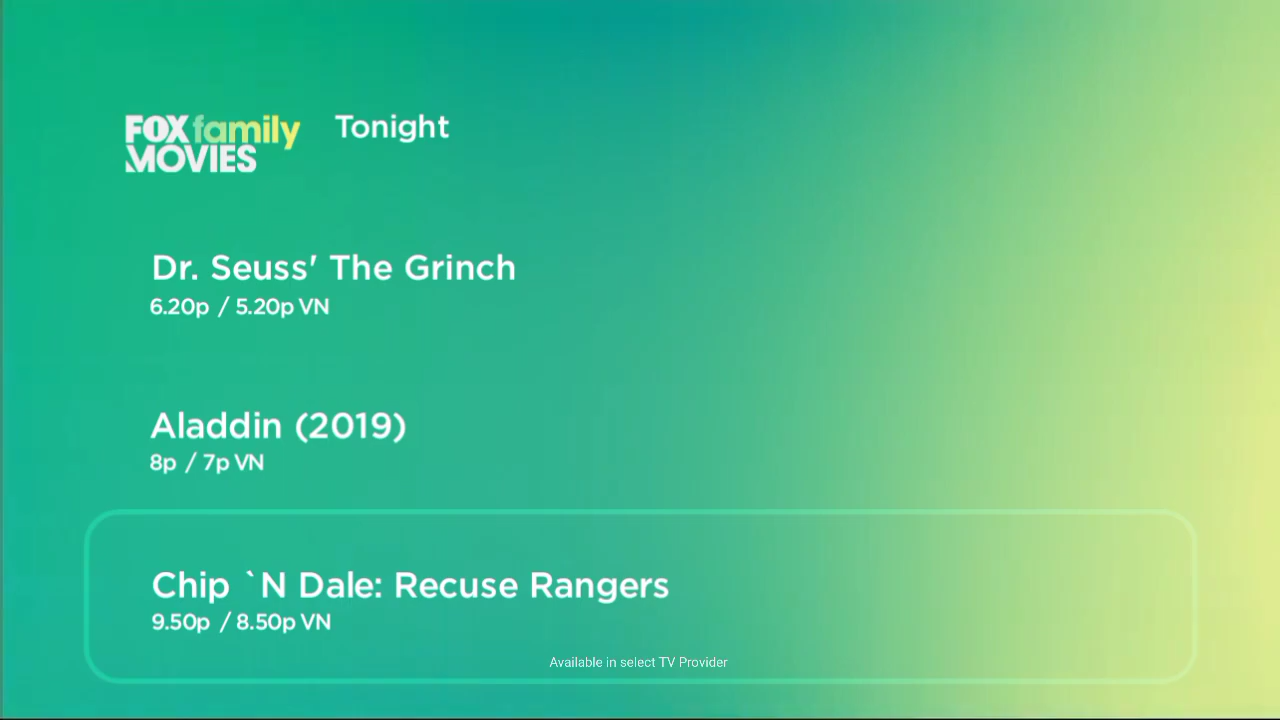 FOX family Tonight
MOVIES
Dr. Seuss' The Grinch
6.20p / 5.20p VN
Aladdin (2019)
8p / 7p VN
Chip `N Dale: Recuse Rangers
9.50p / 8.50p VN
Available in select TV Provider